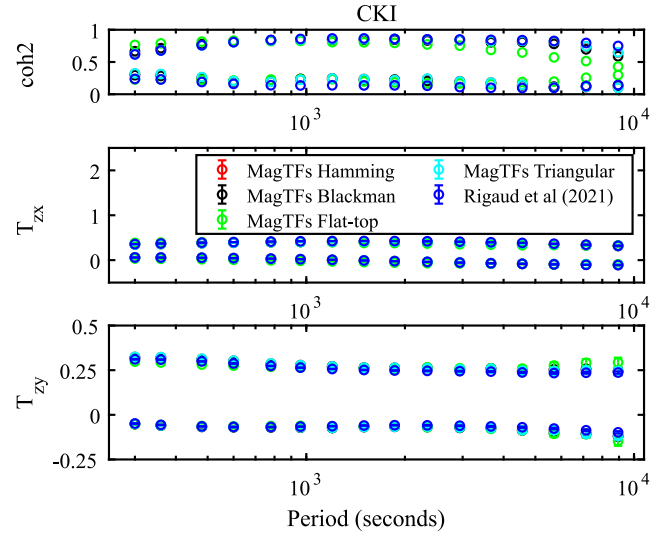 CKI
coh2
1
0.5
0
10^3
10^4
T_zx
2
1
0
MagTFs Hamming
MagTFs Blackman
MagTFs Flat-top
MagTFs Triangular
Rigaud et al (2021)
10^3
10^4
T_zy
0.5
0.25
0
-0.25
10^3
10^4
Period (seconds)